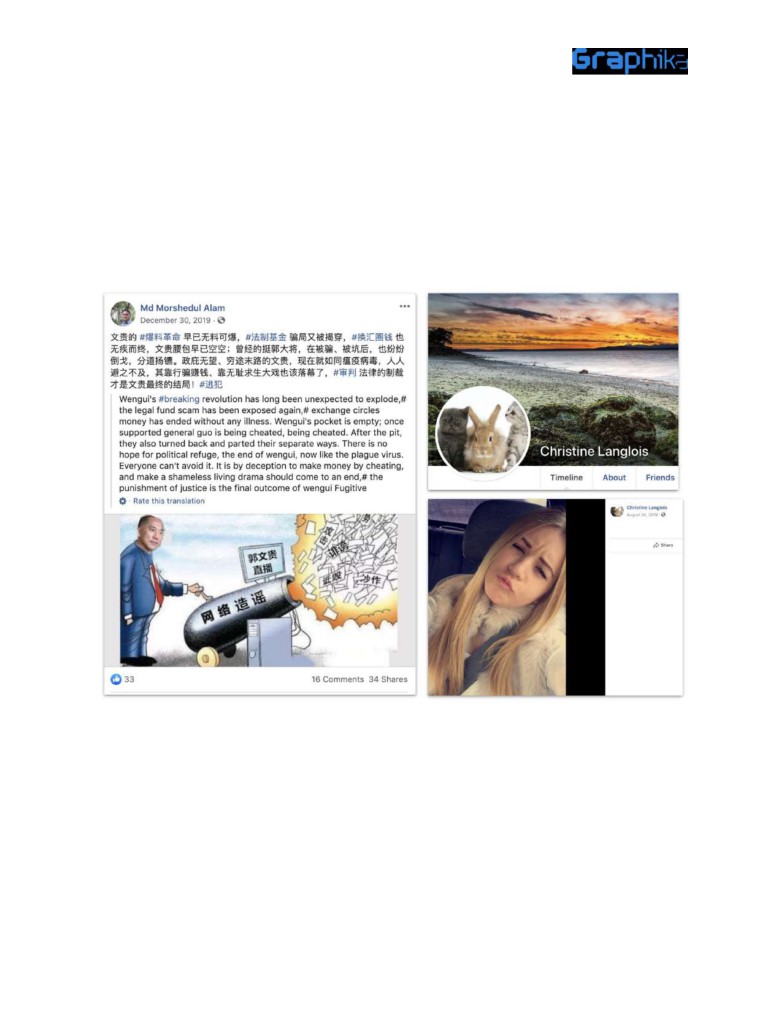 Graphika
Md Morshedul Alam
December 30, 2019 ·
文贵的 #爆料革命 早已无料可爆，#法制基金 骗局又被揭穿，#换汇圈钱 也
无疾而终，文贵腰包早已空空；曾经的挺郭大将，在被骗、被坑后，也纷纷
倒戈，分道扬镳。政庇无望、穷途末路的文贵，现在就如同瘟疫病毒，人人
避之不及，其靠行骗赚钱、靠无耻求生大戏也该落幕了，#审判 法律的制裁
才是文贵最终的结局！#逃犯
Wengui's #breaking revolution has long been unexpected to explode,#
the legal fund scam has been exposed again,# exchange circles
money has ended without any illness. Wengui's pocket is empty; once
supported general guo is being cheated, being cheated. After the pit,
they also turned back and parted their separate ways. There is no
hope for political refuge, the end of wengui, now like the plague virus.
Everyone can't avoid it. It is by deception to make money by cheating,
and make a shameless living drama should come to an end,# the
punishment of justice is the final outcome of wengui Fugitive
· Rate this translation
郭文贵
直播
网络造谣
诽谤
炒作
33
16 Comments 34 Shares
Christine Langlois
Timeline
About
Friends
Christine Langlois
Share